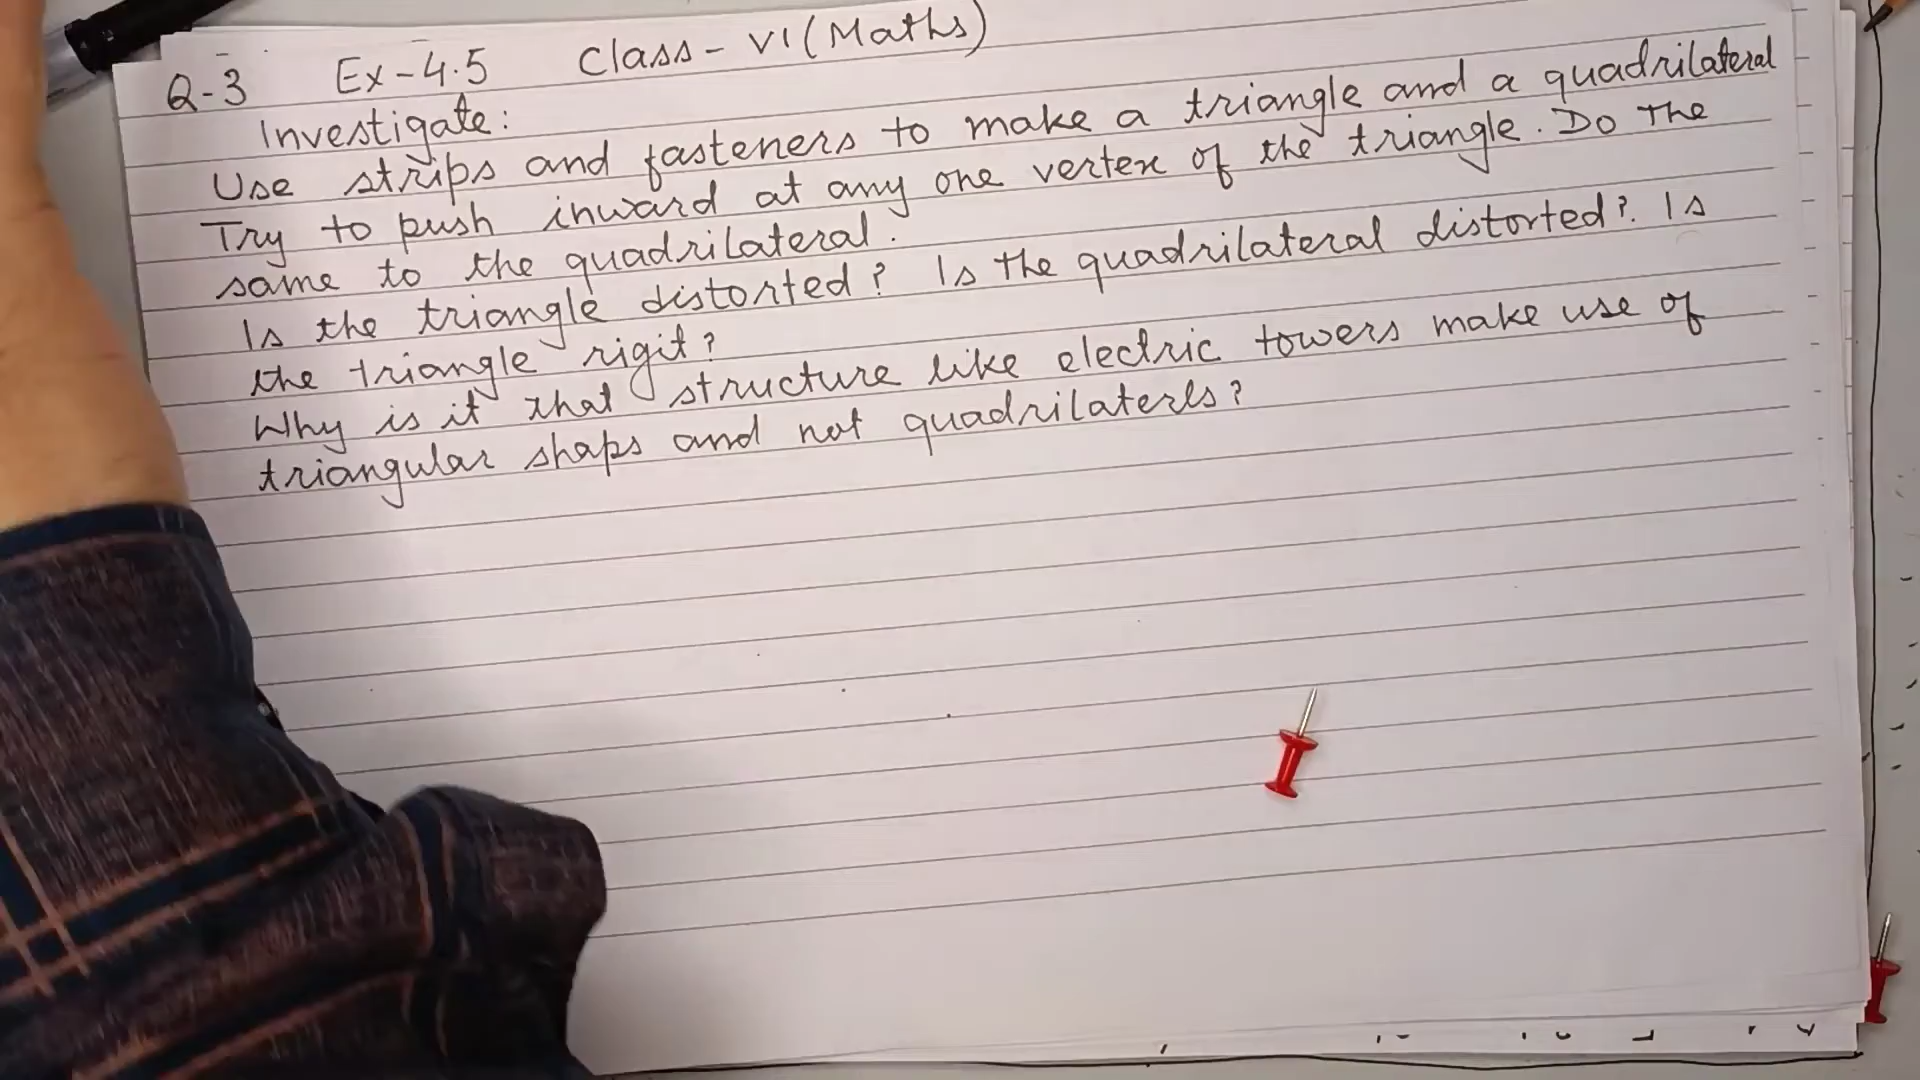 Q-3 Ex-4.5 Class-VI (Maths)
Investigate:
Use strips and fasteners to make a triangle and a quadrilateral
Try to push inward at any one vertex of the triangle. Do The
same to the quadrilateral.
Is the triangle distorted? Is the quadrilateral distorted?. Is
the triangle rigit?
Why is it that structure like electric towers make use of
triangular shaps and not quadrilaterls?